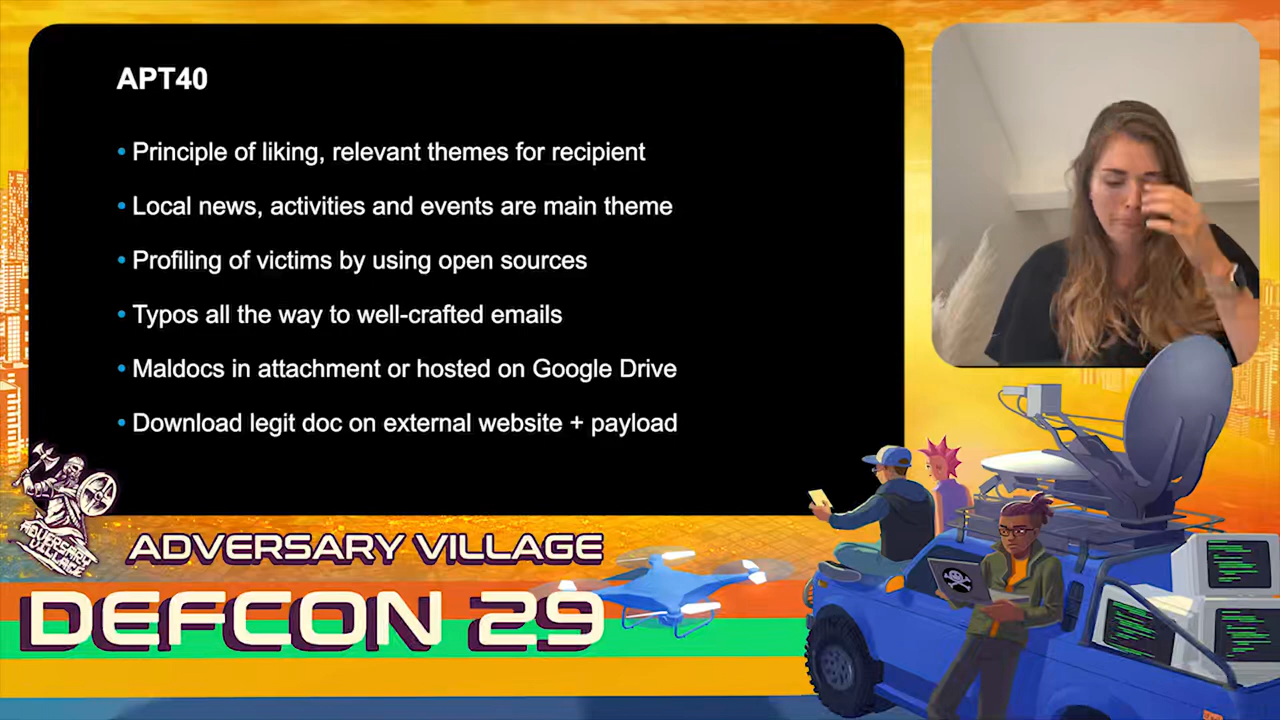 APT40
• Principle of liking, relevant themes for recipient
• Local news, activities and events are main theme
• Profiling of victims by using open sources
• Typos all the way to well-crafted emails
• Maldocs in attachment or hosted on Google Drive
• Download legit doc on external website + payload
ADVERSARY VILLAGE
ADVERSARY VILLAGE
DEFCON 29